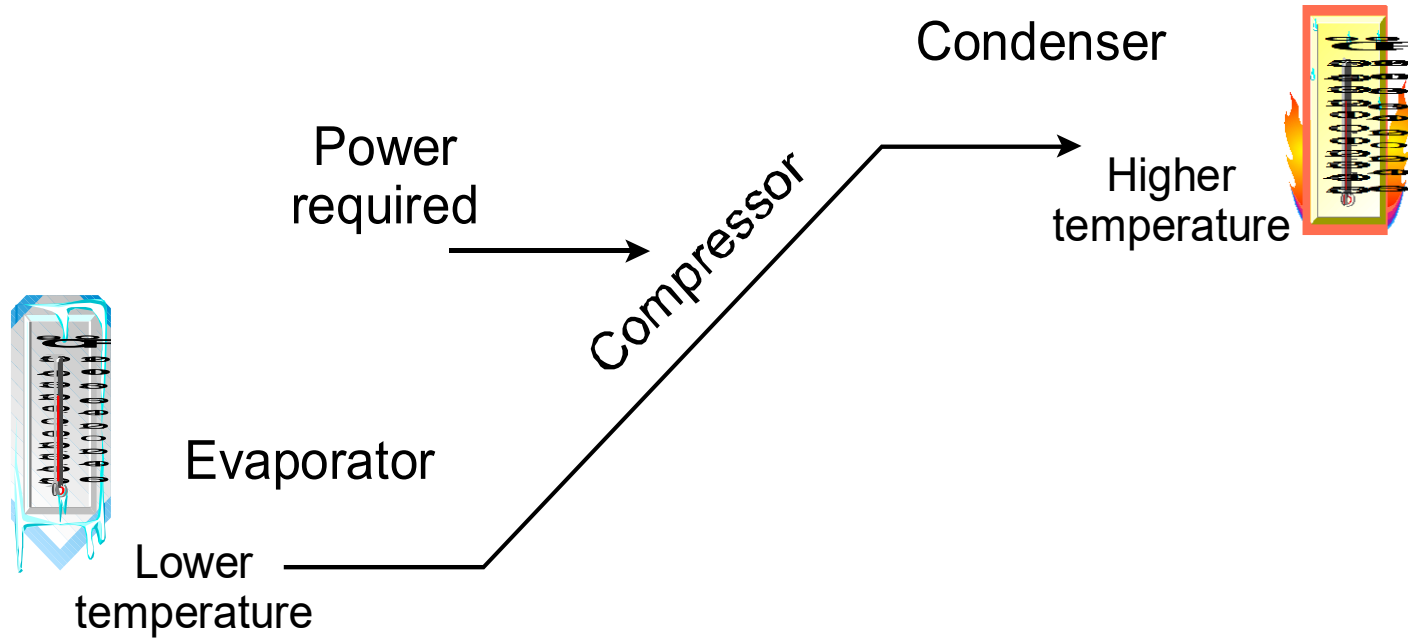 Condenser
Power
required
Compressor
Higher
temperature
Evaporator
Lower
temperature